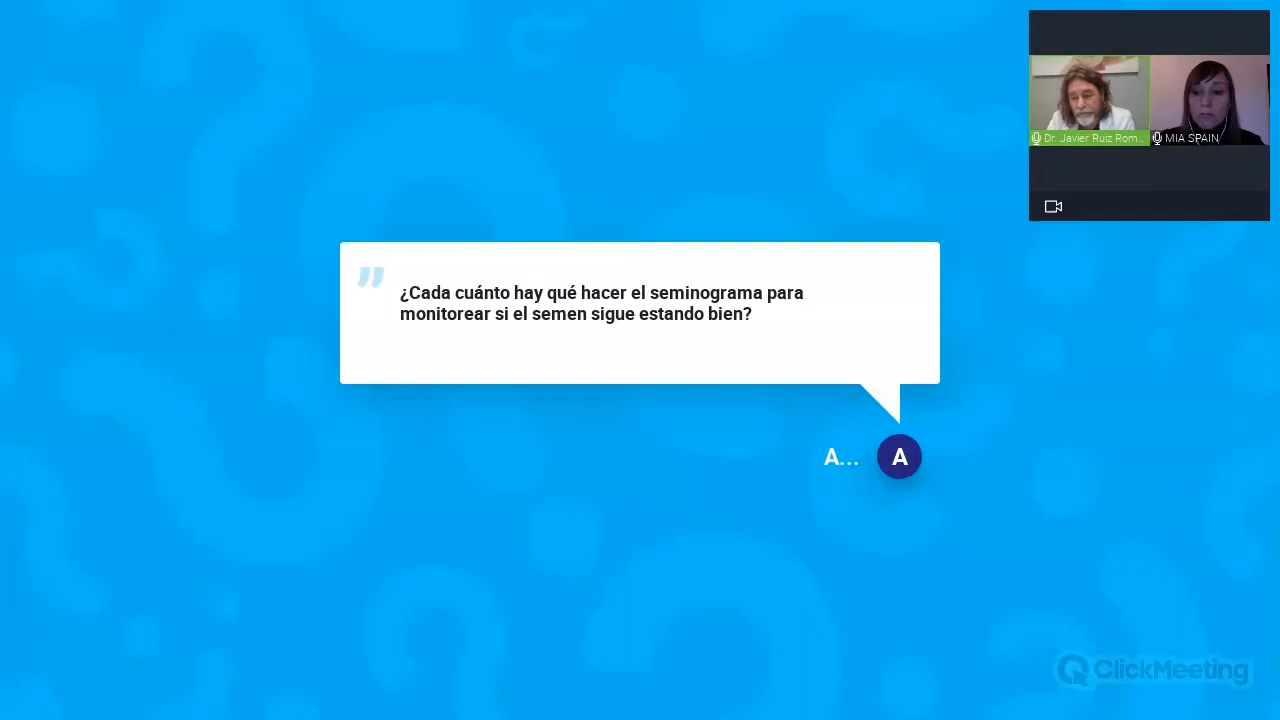 Dr. Javier Ruiz Rom...
MIA SPAIN
¿Cada cuánto hay qué hacer el seminograma para
monitorear si el semen sigue estando bien?
A...
A
ClickMeeting